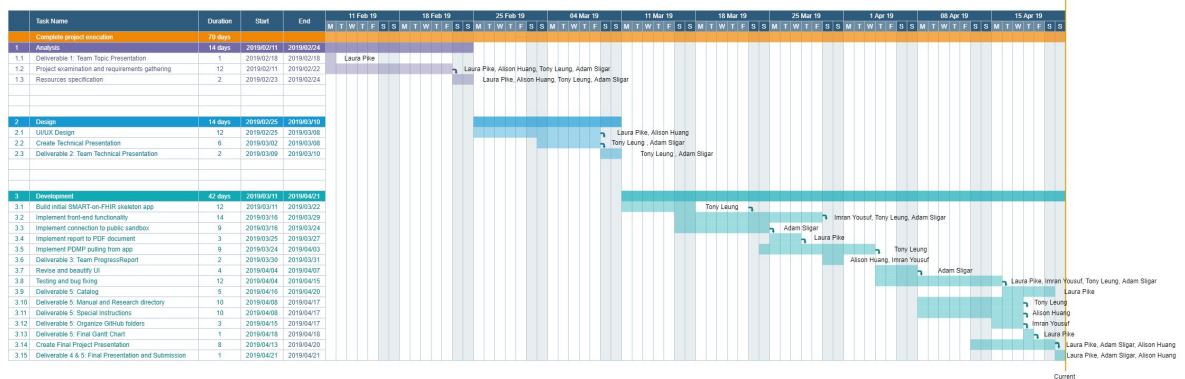 Task Name Duration Start End 11 Feb 19 18 Feb 19 25 Feb 19 04 Mar 19 11 Mar 19 18 Mar 19 25 Mar 19 1 Apr 19 08 Apr 19 15 Apr 19
M T W T F S S M T W T F S S M T W T F S S M T W T F S S M T W T F S S M T W T F S S M T W T F S S M T W T F S S M T W T F S S M T W T F S S
Complete project execution 70 days
1 Analysis 14 days 2019/02/11 2019/02/24
1.1 Deliverable 1: Team Topic Presentation 1 2019/02/18 2019/02/18 Laura Pike
1.2 Project examination and requirements gathering 12 2019/02/11 2019/02/22 Laura Pike, Alison Huang, Tony Leung, Adam Sligar
1.3 Resources specification 2 2019/02/23 2019/02/24 Laura Pike, Alison Huang, Tony Leung, Adam Sligar
2 Design 14 days 2019/02/25 2019/03/10
2.1 UI/UX Design 12 2019/02/25 2019/03/08 Laura Pike, Alison Huang
2.2 Create Technical Presentation 6 2019/03/02 2019/03/08 Tony Leung , Adam Sligar
2.3 Deliverable 2: Team Technical Presentation 2 2019/03/09 2019/03/10 Tony Leung , Adam Sligar
3 Development 42 days 2019/03/11 2019/04/21
3.1 Build initial SMART-on-FHIR skeleton app 12 2019/03/11 2019/03/22 Tony Leung
3.2 Implement front-end functionality 14 2019/03/16 2019/03/29 Imran Yousuf, Tony Leung, Adam Sligar
3.3 Implement connection to public sandbox 9 2019/03/16 2019/03/24 Adam Sligar
3.4 Implement report to PDF document 3 2019/03/25 2019/03/27 Laura Pike
3.5 Implement PDMP pulling from app 9 2019/03/24 2019/04/03 Tony Leung
3.6 Deliverable 3: Team ProgressReport 2 2019/03/30 2019/03/31 Alison Huang, Imran Yousuf
3.7 Revise and beautify UI 4 2019/04/04 2019/04/07 Adam Sligar
3.8 Testing and bug fixing 12 2019/04/04 2019/04/15 Laura Pike, Imran Yousuf, Tony Leung, Adam Sligar
3.9 Deliverable 5: Catalog 5 2019/04/16 2019/04/20 Laura Pike
3.10 Deliverable 5: Manual and Research directory 10 2019/04/08 2019/04/17 Tony Leung
3.11 Deliverable 5: Special Instructions 10 2019/04/08 2019/04/17 Alison Huang
3.12 Deliverable 5: Organize GitHub folders 3 2019/04/15 2019/04/17 Imran Yousuf
3.13 Deliverable 5: Final Gantt Chart 1 2019/04/18 2019/04/18 Laura Pike
3.14 Create Final Project Presentation 8 2019/04/13 2019/04/20 Laura Pike, Adam Sligar, Alison Huang
3.15 Deliverable 4 & 5: Final Presentation and Submission 1 2019/04/21 2019/04/21 Laura Pike, Adam Sligar, Alison Huang
Current